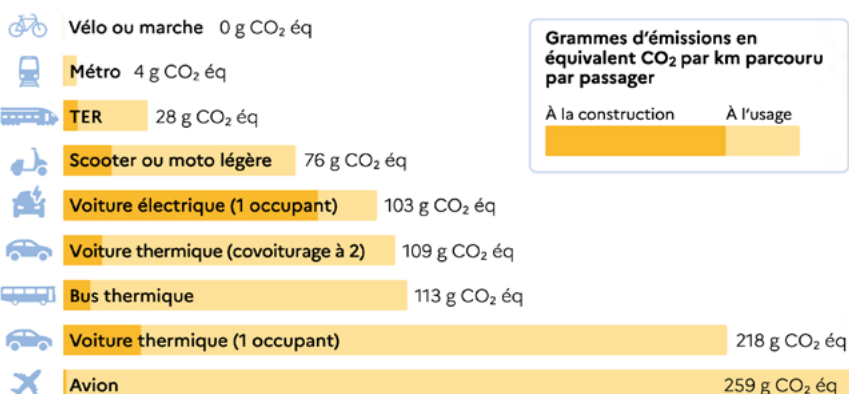 Vélo ou marche 0 g CO₂ éq
Métro 4 g CO₂ éq
TER 28 g CO₂ éq
Scooter ou moto légère 76 g CO₂ éq
Voiture électrique (1 occupant) 103 g CO₂ éq
Voiture thermique (covoiturage à 2) 109 g CO₂ éq
Bus thermique 113 g CO₂ éq
Voiture thermique (1 occupant) 218 g CO₂ éq
Avion 259 g CO₂ éq
Grammes d'émissions en
équivalent CO₂ par km parcouru
par passager
À la construction À l'usage